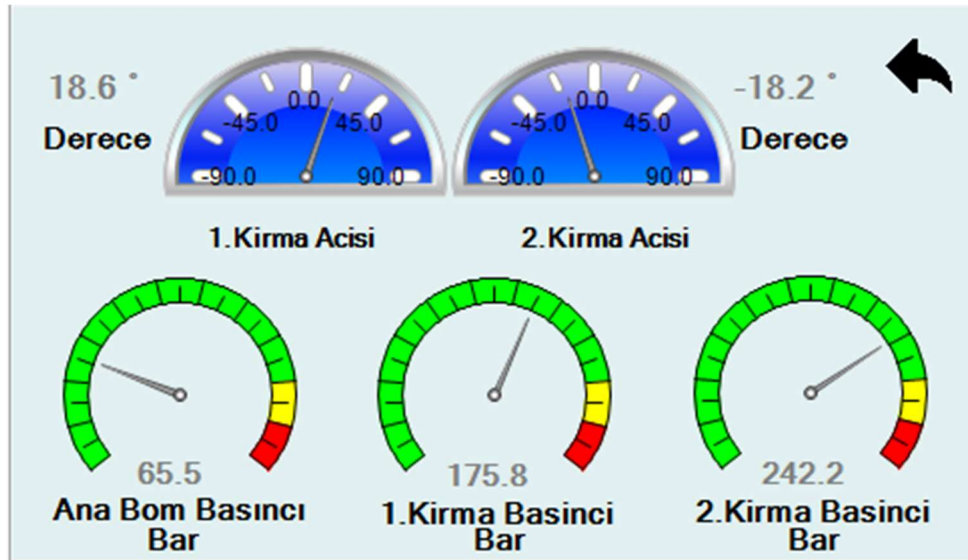 18.6 °
Derece
0.0
-45.0
45.0
-90.0
90.0
1.Kirma Acisi
0.0
-45.0
45.0
-90.0
90.0
2.Kirma Acisi
-18.2 °
Derece
65.5
Ana Bom Basıncı
Bar
175.8
1.Kirma Basinci
Bar
242.2
2.Kirma Basinci
Bar